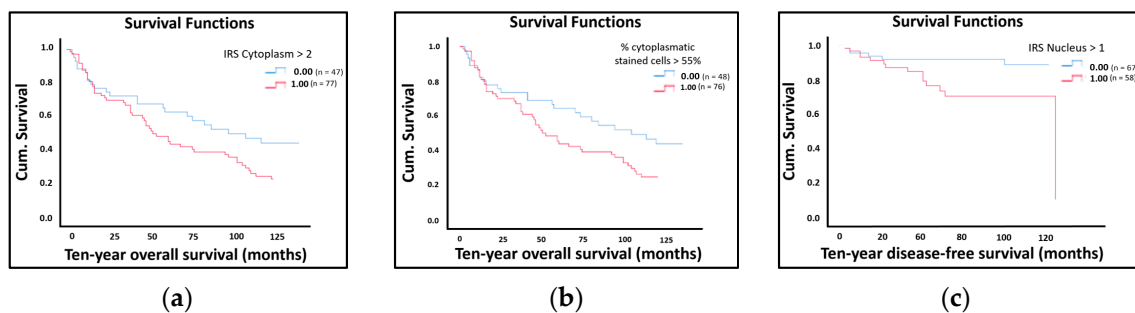 Survival Functions
IRS Cytoplasm > 2
0.00 (n = 47)
1.00 (n = 77)
Cum. Survival
1.0
0.8
0.6
0.4
0.2
0.0
0 25 50 75 100 125
Ten-year overall survival (months)
(a)
Survival Functions
% cytoplasmatic
stained cells > 55%
0.00 (n = 48)
1.00 (n = 76)
Cum. Survival
1.0
0.8
0.6
0.4
0.2
0.0
0 25 50 75 100 125
Ten-year overall survival (months)
(b)
Survival Functions
IRS Nucleus > 1
0.00 (n = 67)
1.00 (n = 58)
Cum. Survival
1.0
0.8
0.6
0.4
0.2
0.0
0 20 60 80 100 120
Ten-year disease-free survival (months)
(c)